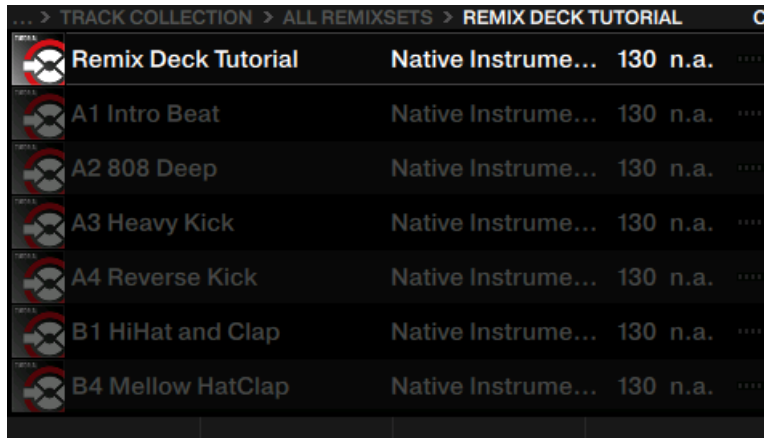 ... > TRACK COLLECTION > ALL REMIXSETS > REMIX DECK TUTORIAL
Remix Deck Tutorial Native Instrume... 130 n.a.
A1 Intro Beat Native Instrume... 130 n.a.
A2 808 Deep Native Instrume... 130 n.a.
A3 Heavy Kick Native Instrume... 130 n.a.
A4 Reverse Kick Native Instrume... 130 n.a.
B1 HiHat and Clap Native Instrume... 130 n.a.
B4 Mellow HatClap Native Instrume... 130 n.a.